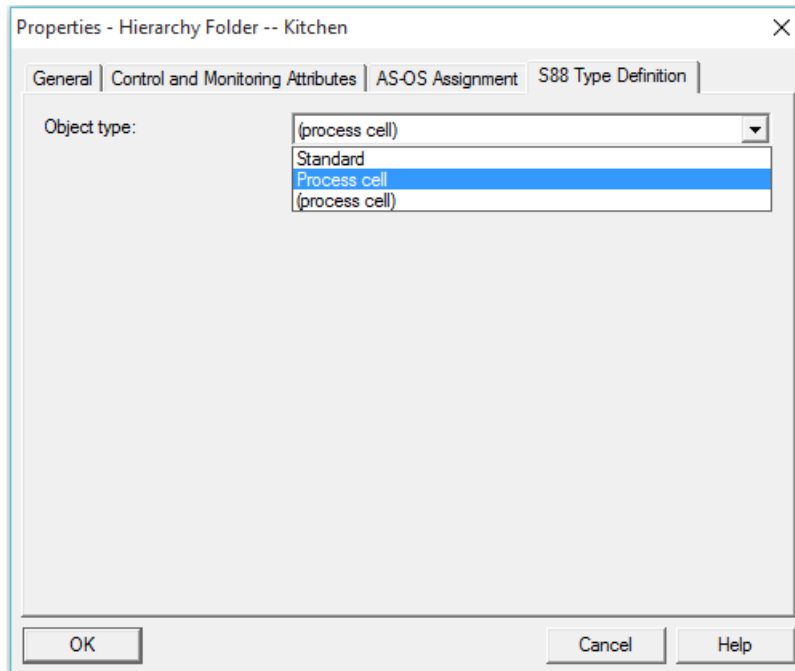 Properties - Hierarchy Folder -- Kitchen
General Control and Monitoring Attributes AS-OS Assignment S88 Type Definition
Object type: (process cell)
Standard
Process cell
(process cell)
OK Cancel Help